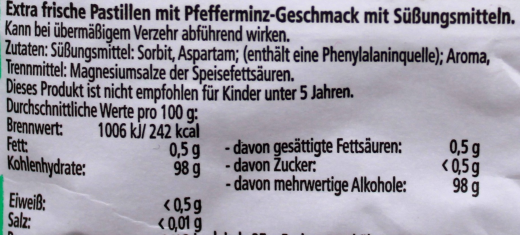 Extra frische Pastillen mit Pfefferminz-Geschmack mit Süßungsmitteln.
Kann bei übermäßigem Verzehr abführend wirken.
Zutaten: Süßungsmittel: Sorbit, Aspartam; (enthält eine Phenylalaninquelle); Aroma,
Trennmittel: Magnesiumsalze der Speisefettsäuren.
Dieses Produkt ist nicht empfohlen für Kinder unter 5 Jahren.
Durchschnittliche Werte pro 100 g:
Brennwert: 1006 kJ/ 242 kcal
Fett: 0,5 g - davon gesättigte Fettsäuren: 0,5 g
Kohlenhydrate: 98 g - davon Zucker: < 0,5 g
- davon mehrwertige Alkohole: 98 g
Eiweiß: < 0,5 g
Salz: < 0,01 g